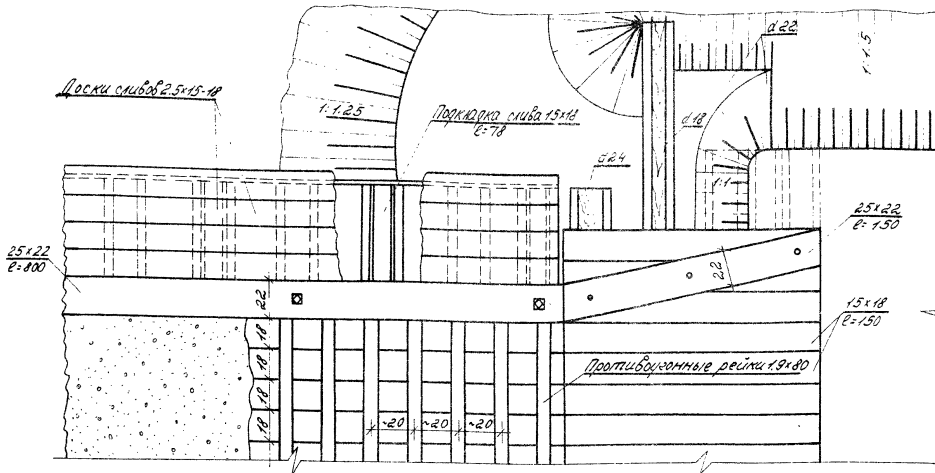 d 22
1:1.5
Доски сливов 2.5×15-18
1:1.25
Подкладка слива 15×18
ℓ=78
d 18
d 24
1:1
25×22
ℓ=150
25×22
ℓ=800
22
22
15×18
ℓ=150
18
18
18
18
Противоугонные рейки 1.9×80
~20
~20
~20